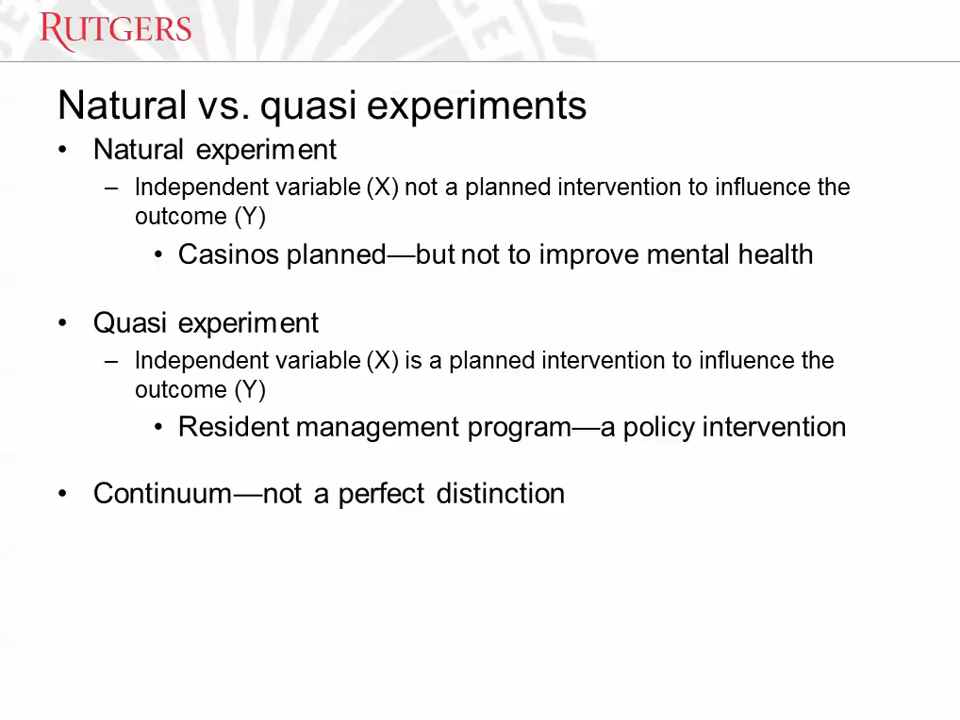 RUTGERS
Natural vs. quasi experiments
• Natural experiment
– Independent variable (X) not a planned intervention to influence the
outcome (Y)
• Casinos planned—but not to improve mental health
• Quasi experiment
– Independent variable (X) is a planned intervention to influence the
outcome (Y)
• Resident management program—a policy intervention
• Continuum—not a perfect distinction